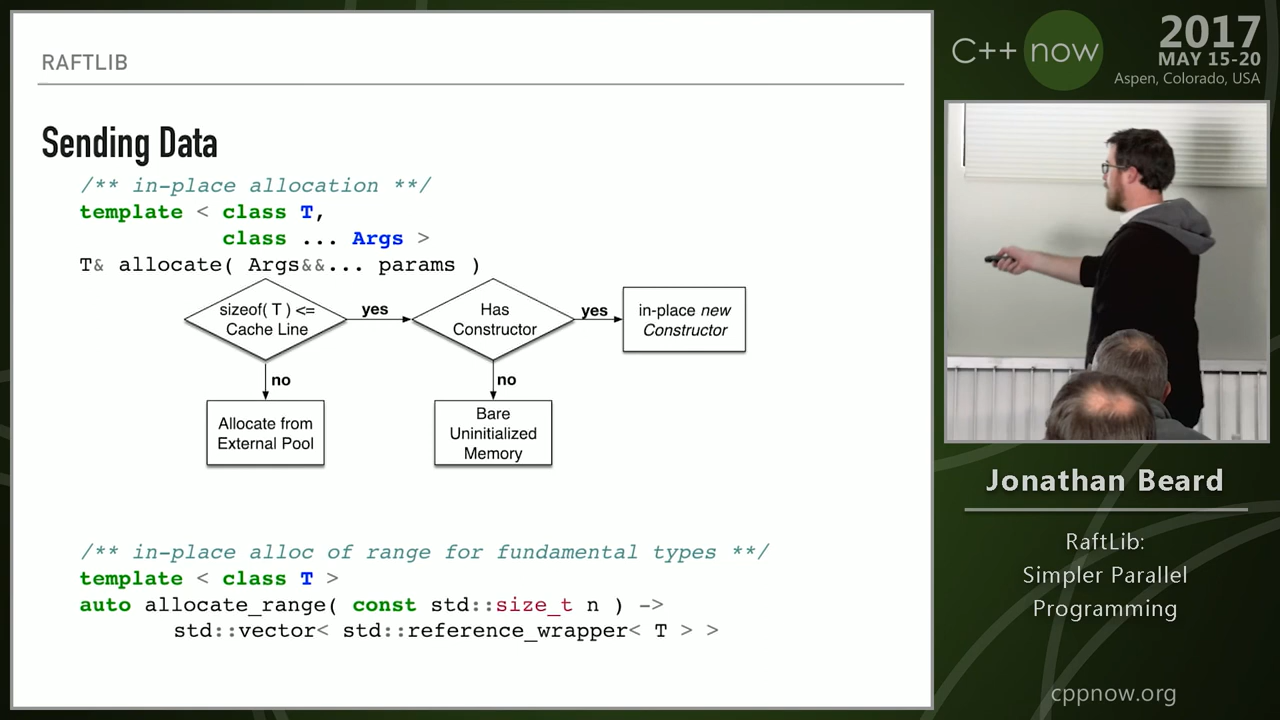 RAFTLIB
Sending Data
/** in-place allocation **/
template < class T,
class ... Args >
T& allocate( Args&&... params )
sizeof( T ) <=
Cache Line
yes
Has
Constructor
yes
in-place new
Constructor
no
no
Allocate from
External Pool
Bare
Uninitialized
Memory
/** in-place alloc of range for fundamental types **/
template < class T >
auto allocate_range( const std::size_t n ) ->
std::vector< std::reference_wrapper< T > >
C++ now
2017
MAY 15-20
Aspen, Colorado, USA
Jonathan Beard
RaftLib:
Simpler Parallel
Programming
cppnow.org